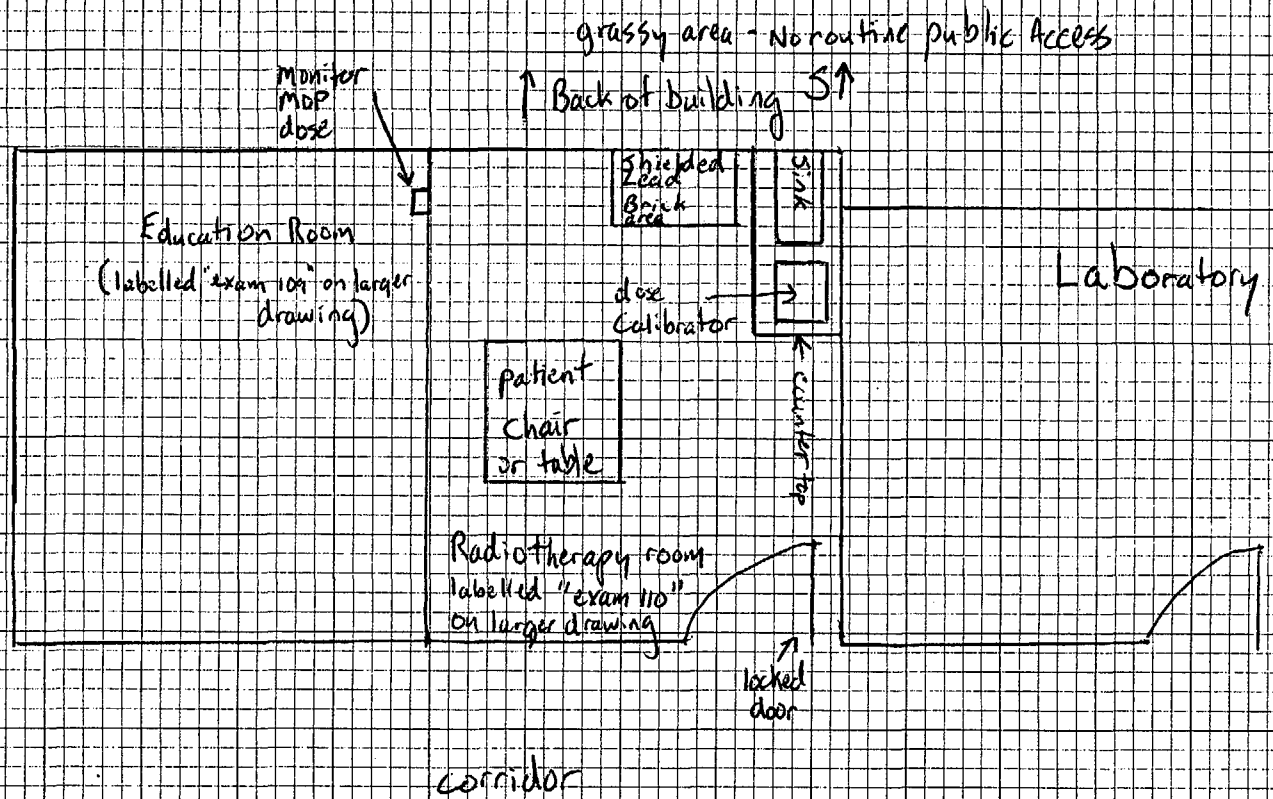 grassy area - No routine public Access
Back of building S
Monitor
MOP
dose
Shielded
Lead
Brick
area
Sink
Education Room
(labelled "exam 109" on larger
drawing)
Laboratory
dose
Calibrator
counter top
patient
chair
or table
Radiotherapy room
labelled "exam 110"
on larger drawing
locked
door
corridor